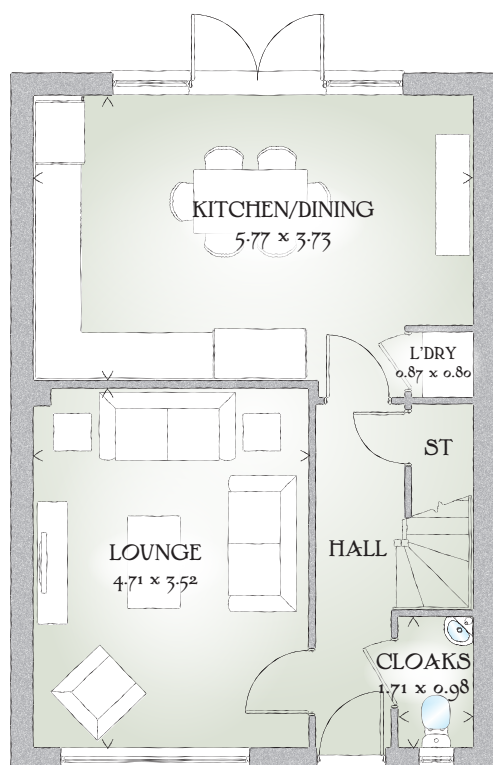 KITCHEN/DINING
5.77 x 3.73
L'DRY
0.87 x 0.80
ST
HALL
LOUNGE
4.71 x 3.52
CLOAKS
1.71 x 0.98